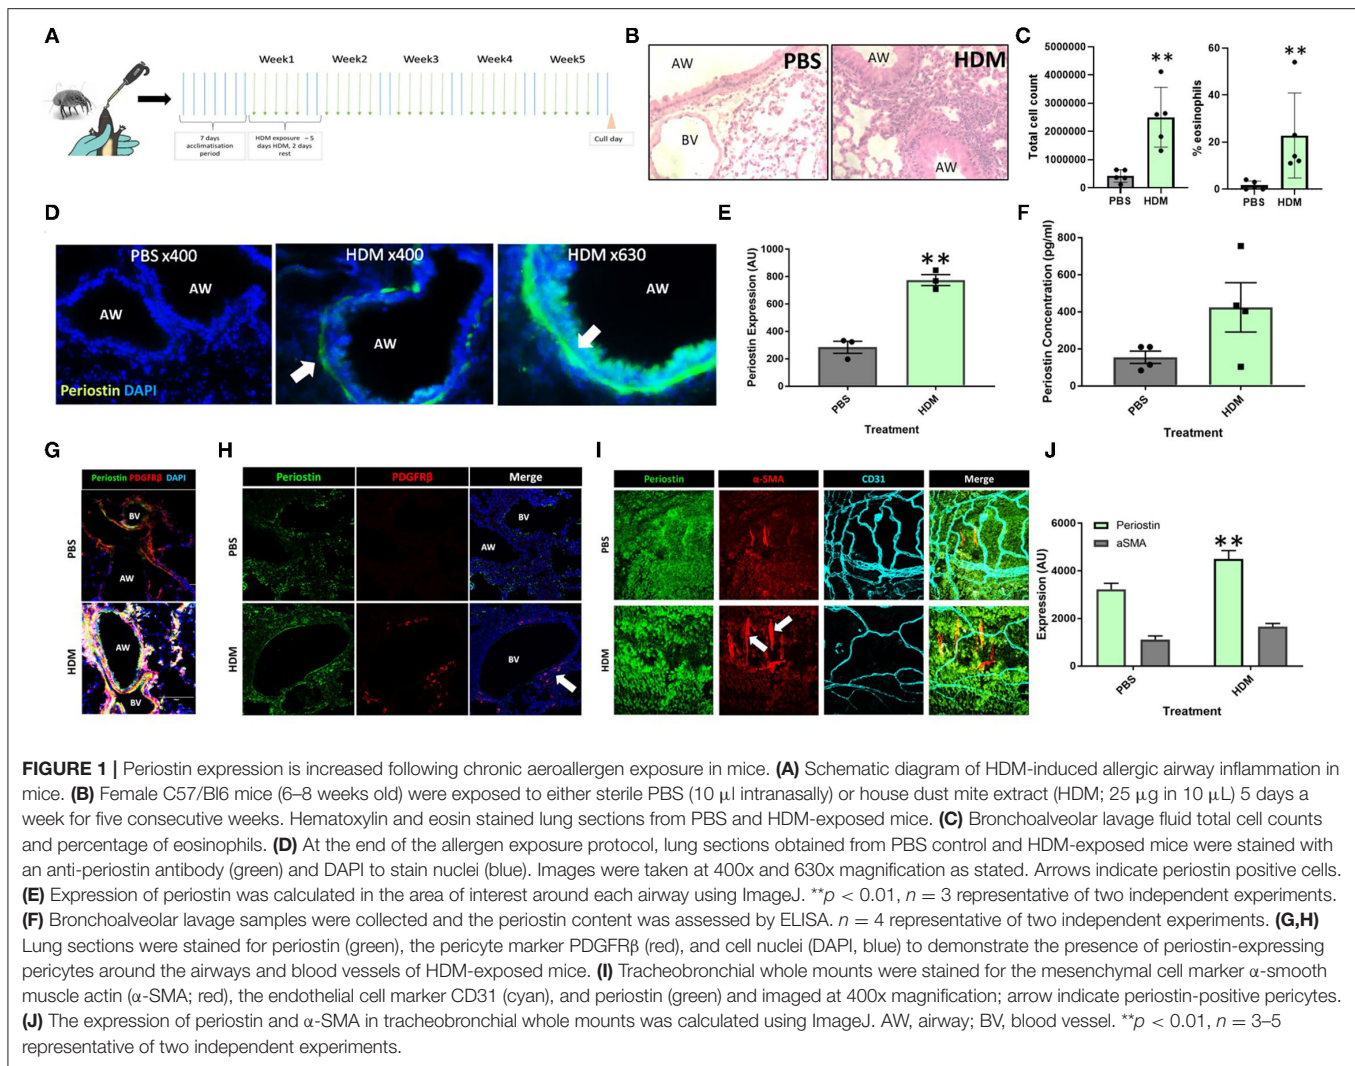 A
Week1 Week2 Week3 Week4 Week5
7 days
acclimatisation
period
HDM exposure – 5
days HDM, 2 days
rest
Cull day
B
AW
PBS
BV
AW
HDM
AW
C
Total cell count
5000000
4000000
3000000
2000000
1000000
0
**
PBS HDM
% eosinophils
60
40
20
0
**
PBS HDM
D
PBS x400
AW
AW
Periostin DAPI
HDM x400
AW
HDM x630
AW
E
Periostin Expression (AU)
1000
800
600
400
200
0
**
PBS HDM
Treatment
F
Periostin Concentration (pg/ml)
800
600
400
200
0
PBS HDM
Treatment
G
Periostin PDGFRβ DAPI
PBS
BV
AW
HDM
AW
BV
H
Periostin PDGFRβ Merge
PBS
BV
AW
HDM
BV
I
Periostin α-SMA CD31 Merge
PBS
HDM
J
Expression (AU)
6000
4000
2000
0
Periostin
aSMA
**
PBS HDM
Treatment
FIGURE 1 | Periostin expression is increased following chronic aeroallergen exposure in mice. (A) Schematic diagram of HDM-induced allergic airway inflammation in
mice. (B) Female C57/Bl6 mice (6–8 weeks old) were exposed to either sterile PBS (10 μl intranasally) or house dust mite extract (HDM; 25 μg in 10 μL) 5 days a
week for five consecutive weeks. Hematoxylin and eosin stained lung sections from PBS and HDM-exposed mice. (C) Bronchoalveolar lavage fluid total cell counts
and percentage of eosinophils. (D) At the end of the allergen exposure protocol, lung sections obtained from PBS control and HDM-exposed mice were stained with
an anti-periostin antibody (green) and DAPI to stain nuclei (blue). Images were taken at 400x and 630x magnification as stated. Arrows indicate periostin positive cells.
(E) Expression of periostin was calculated in the area of interest around each airway using ImageJ. **p < 0.01, n = 3 representative of two independent experiments.
(F) Bronchoalveolar lavage samples were collected and the periostin content was assessed by ELISA. n = 4 representative of two independent experiments. (G,H)
Lung sections were stained for periostin (green), the pericyte marker PDGFRβ (red), and cell nuclei (DAPI, blue) to demonstrate the presence of periostin-expressing
pericytes around the airways and blood vessels of HDM-exposed mice. (I) Tracheobronchial whole mounts were stained for the mesenchymal cell marker α-smooth
muscle actin (α-SMA; red), the endothelial cell marker CD31 (cyan), and periostin (green) and imaged at 400x magnification; arrow indicate periostin-positive pericytes.
(J) The expression of periostin and α-SMA in tracheobronchial whole mounts was calculated using ImageJ. AW, airway; BV, blood vessel. **p < 0.01, n = 3–5
representative of two independent experiments.